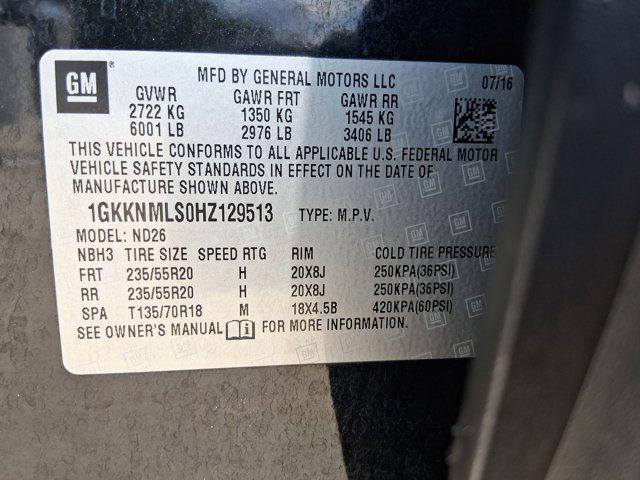 GM
MFD BY GENERAL MOTORS LLC 07/16
GVWR GAWR FRT GAWR RR
2722 KG 1350 KG 1545 KG
6001 LB 2976 LB 3406 LB
THIS VEHICLE CONFORMS TO ALL APPLICABLE U.S. FEDERAL MOTOR
VEHICLE SAFETY STANDARDS IN EFFECT ON THE DATE OF
MANUFACTURE SHOWN ABOVE.
1GKKNMLS0HZ129513 TYPE: M.P.V.
MODEL: ND26
NBH3 TIRE SIZE SPEED RTG RIM COLD TIRE PRESSURE
FRT 235/55R20 H 20X8J 250KPA(36PSI)
RR 235/55R20 H 20X8J 250KPA(36PSI)
SPA T135/70R18 M 18X4.5B 420KPA(60PSI)
SEE OWNER'S MANUAL i FOR MORE INFORMATION.